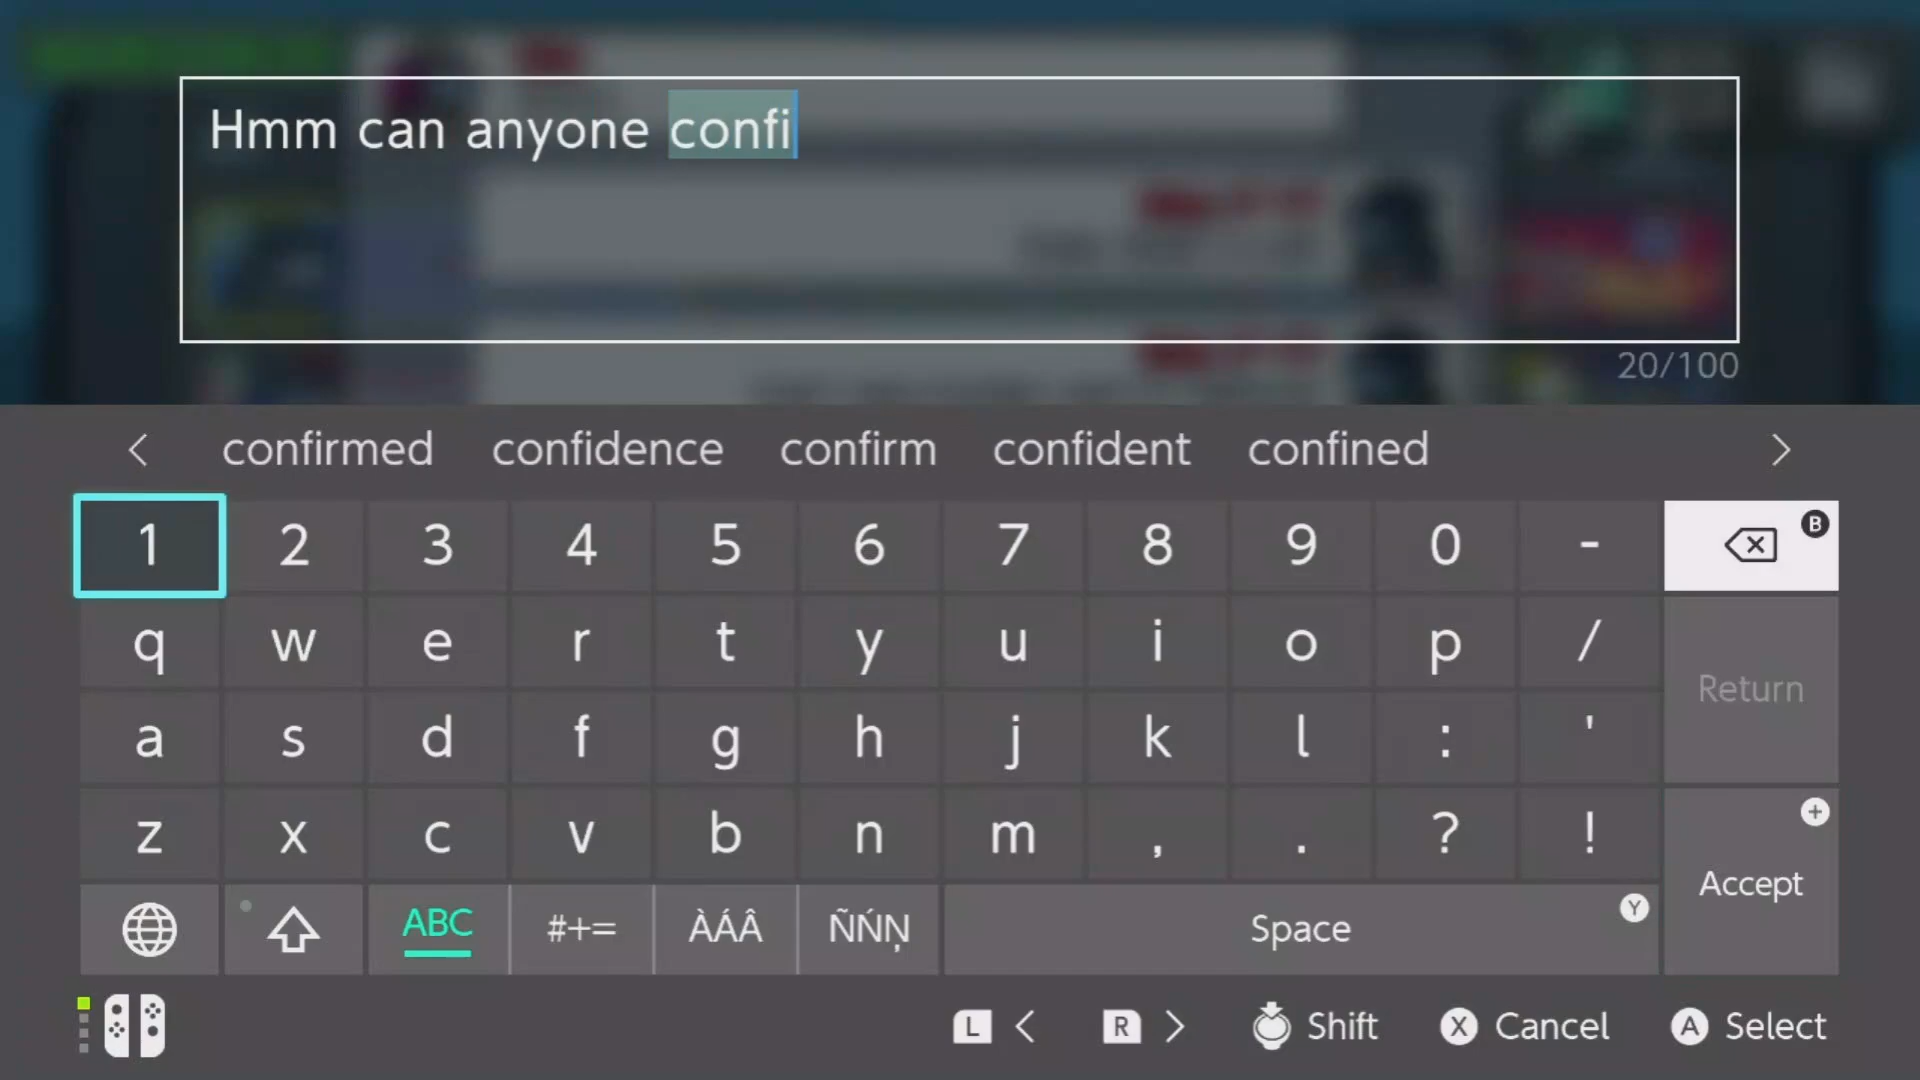 Hmm can anyone confi
20/100
< confirmed confidence confirm confident confined >
1 2 3 4 5 6 7 8 9 0 - B
q w e r t y u i o p / Return
a s d f g h j k l : '
z x c v b n m , . ? ! + Accept
ABC #+= ÀÁÂ ÑŃŅ Space Y
L < R > Shift X Cancel A Select